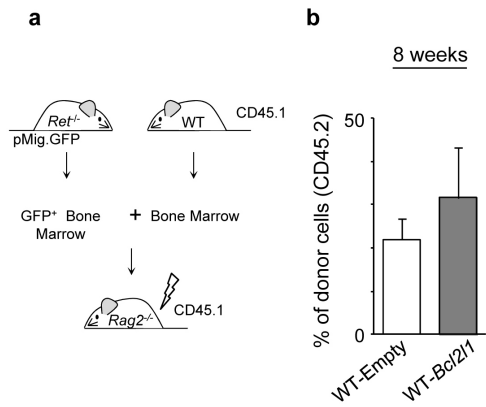 a
Ret-/-
WT
CD45.1
pMig.GFP
GFP+ Bone Marrow
+ Bone Marrow
CD45.1
Rag2-/-
b
8 weeks
% of donor cells (CD45.2)
50
0
WT-Empty
WT-Bcl2l1